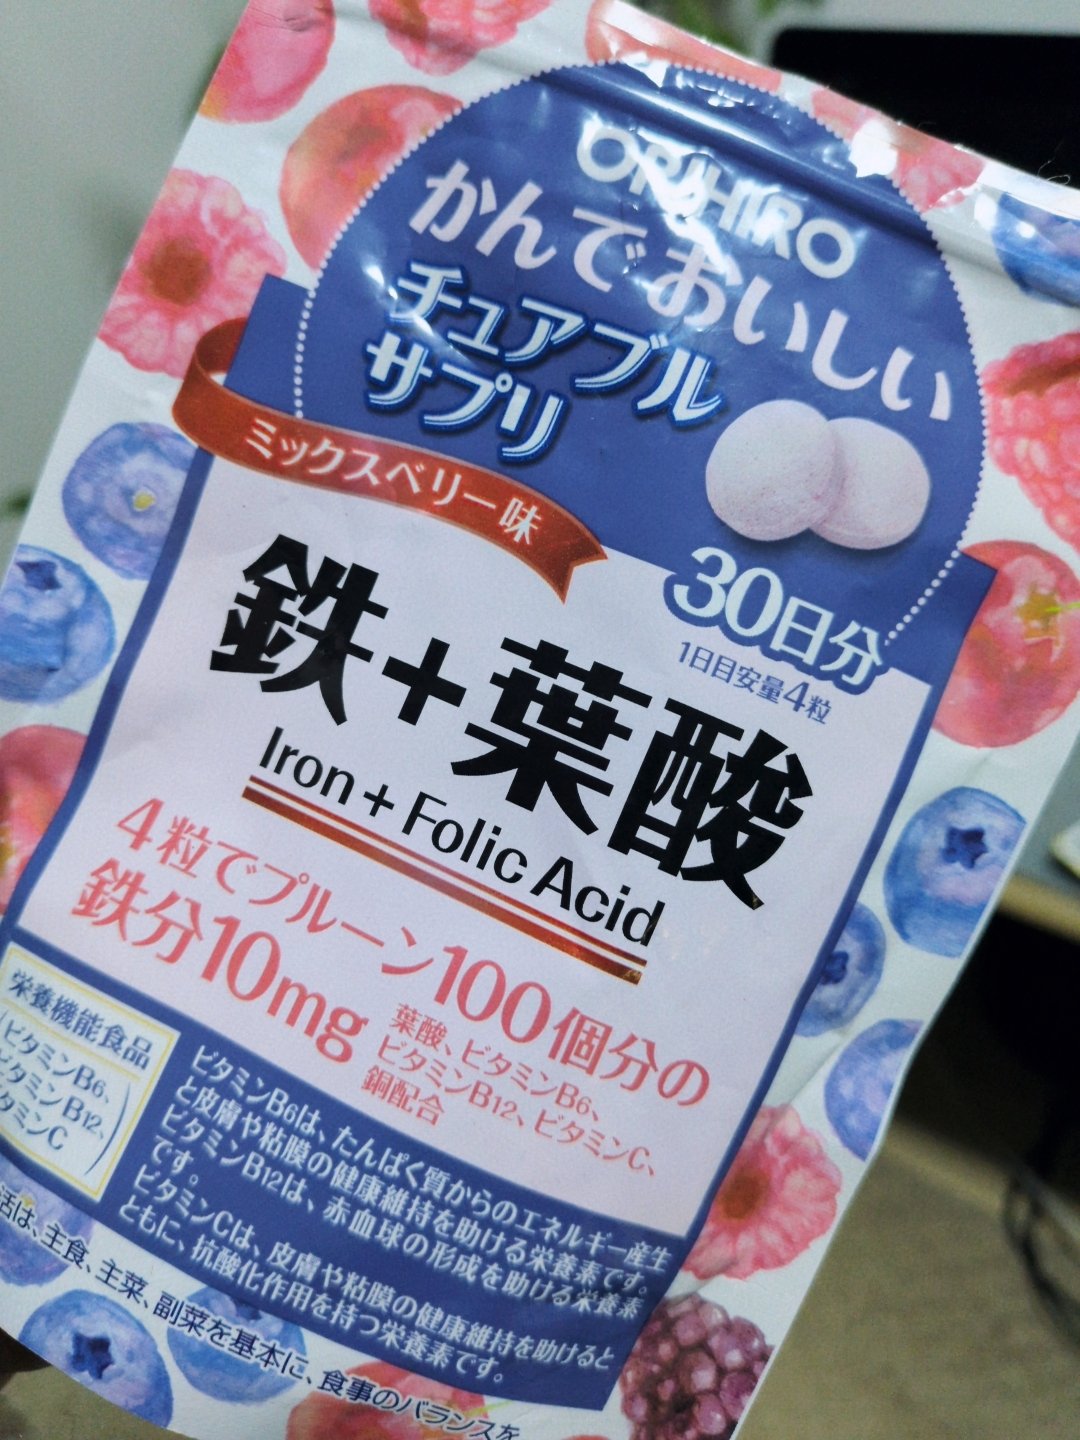 ORIHIRO
かんでおいしい
チュアブル
サプリ
ミックスベリー味
30日分
1日目安量4粒
鉄+葉酸
Iron + Folic Acid
4粒でプルーン100個分の
鉄分10mg
葉酸、ビタミンB6、
ビタミンB12、ビタミンC、
銅配合
栄養機能食品
(ビタミンB6、
ビタミンB12、
ビタミンC)
ビタミンB6は、たんぱく質からのエネルギー産生
と皮膚や粘膜の健康維持を助ける栄養素です。
ビタミンB12は、赤血球の形成を助ける栄養素
です。
ビタミンCは、皮膚や粘膜の健康維持を助けると
ともに、抗酸化作用を持つ栄養素です。
活は、主食、主菜、副菜を基本に、食事のバランスを